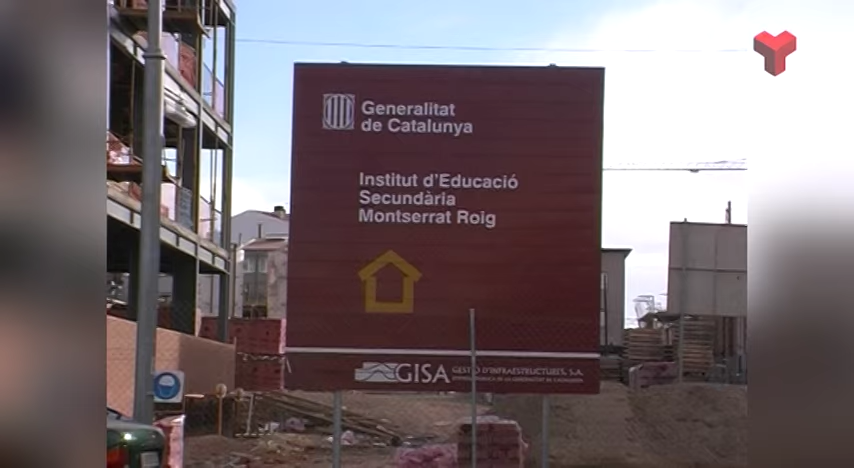 Generalitat
de Catalunya
Institut d'Educació
Secundària
Montserrat Roig
GISA
GESTIÓ D'INFRAESTRUCTURES, S.A.